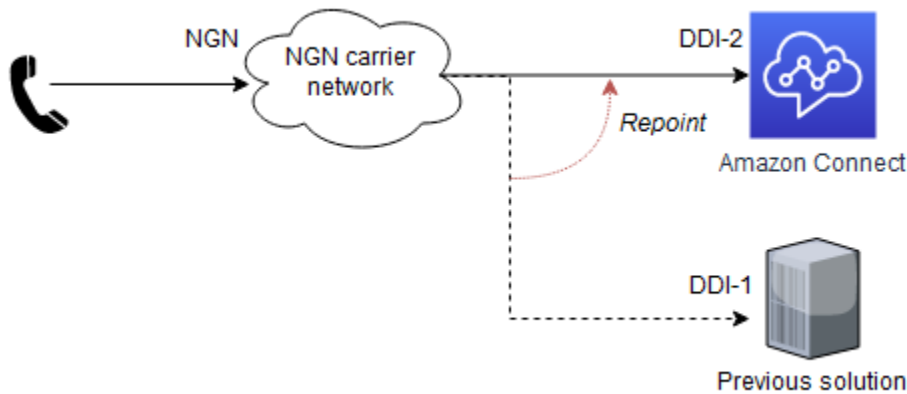 NGN
NGN carrier
network
DDI-2
Repoint
Amazon Connect
DDI-1
Previous solution